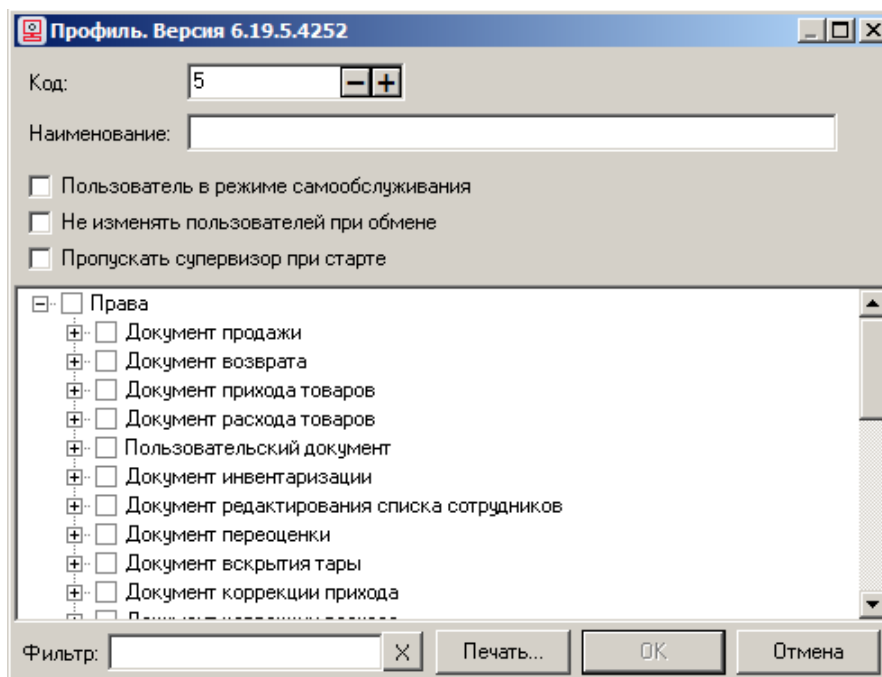 Профиль. Версия 6.19.5.4252
Код: 5
Наименование:
Пользователь в режиме самообслуживания
Не изменять пользователей при обмене
Пропускать супервизор при старте
Права
Документ продажи
Документ возврата
Документ прихода товаров
Документ расхода товаров
Пользовательский документ
Документ инвентаризации
Документ редактирования списка сотрудников
Документ переоценки
Документ вскрытия тары
Документ коррекции прихода
Фильтр: X Печать... ОК Отмена